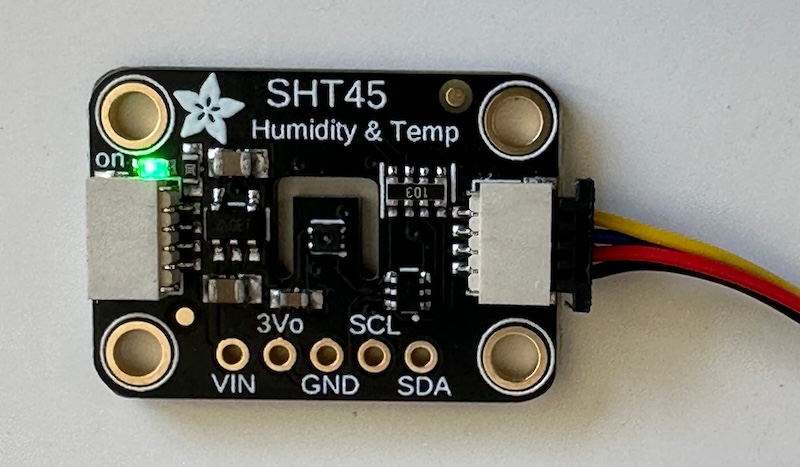 SHT45
Humidity & Temp
on
103
3Vo SCL
VIN GND SDA